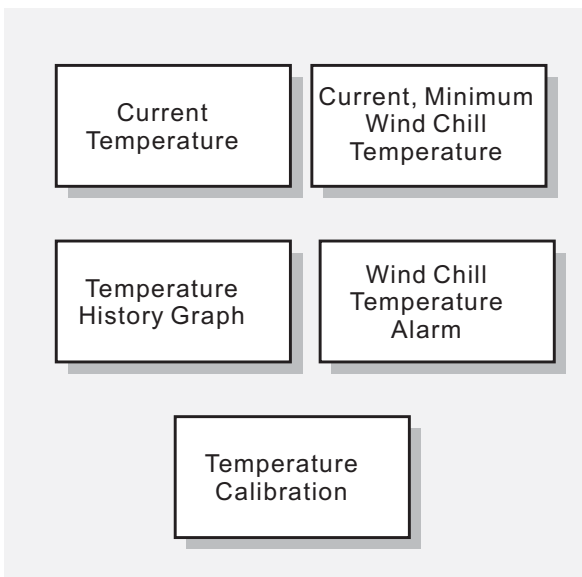 Current
Temperature
Current, Minimum
Wind Chill
Temperature
Temperature
History Graph
Wind Chill
Temperature
Alarm
Temperature
Calibration